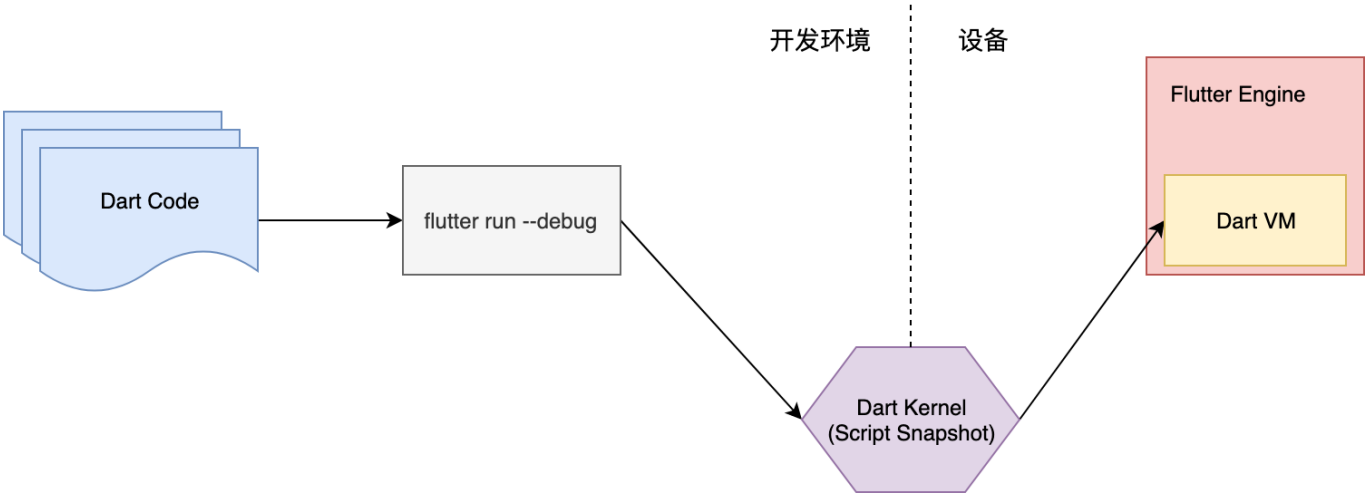 开发环境
设备
Flutter Engine
Dart Code
flutter run --debug
Dart VM
Dart Kernel
(Script Snapshot)